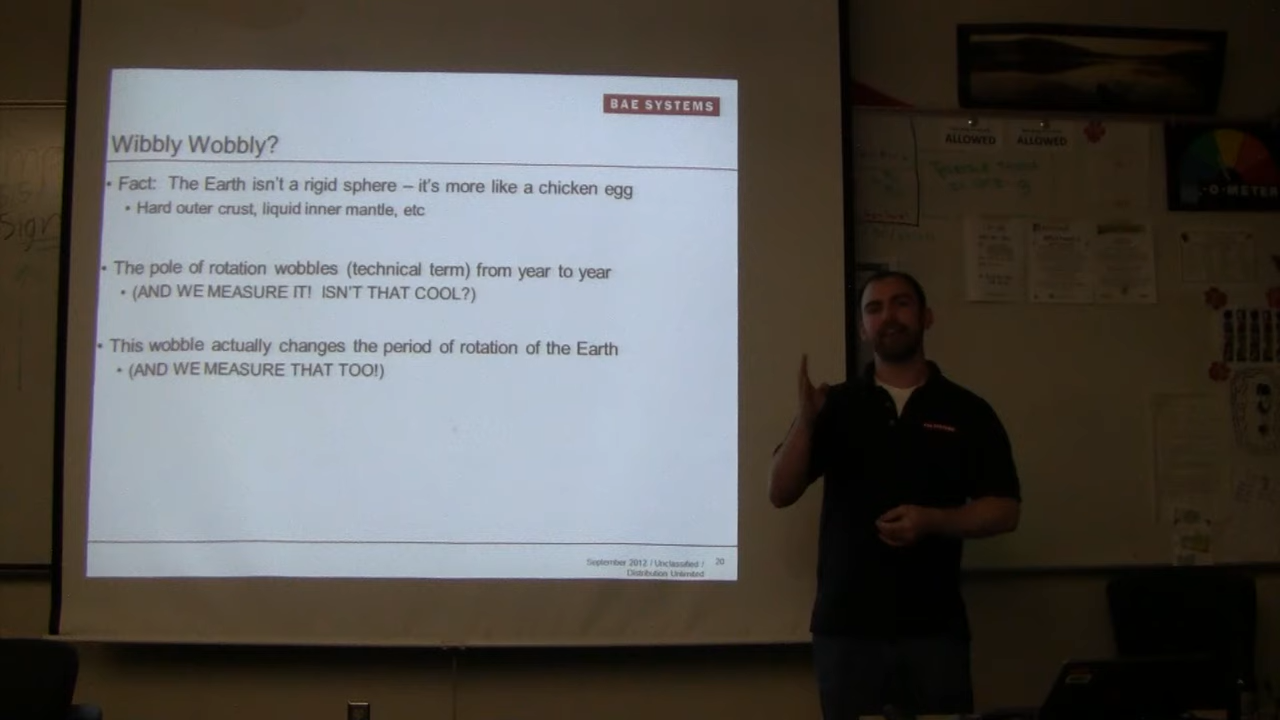 BAE SYSTEMS
Wibbly Wobbly?
• Fact: The Earth isn't a rigid sphere – it's more like a chicken egg
• Hard outer crust, liquid inner mantle, etc
• The pole of rotation wobbles (technical term) from year to year
• (AND WE MEASURE IT! ISN'T THAT COOL?)
• This wobble actually changes the period of rotation of the Earth
• (AND WE MEASURE THAT TOO!)
September 2012 / Unclassified /
Distribution Unlimited
20
ALLOWED
ALLOWED
-O-METER
Sign